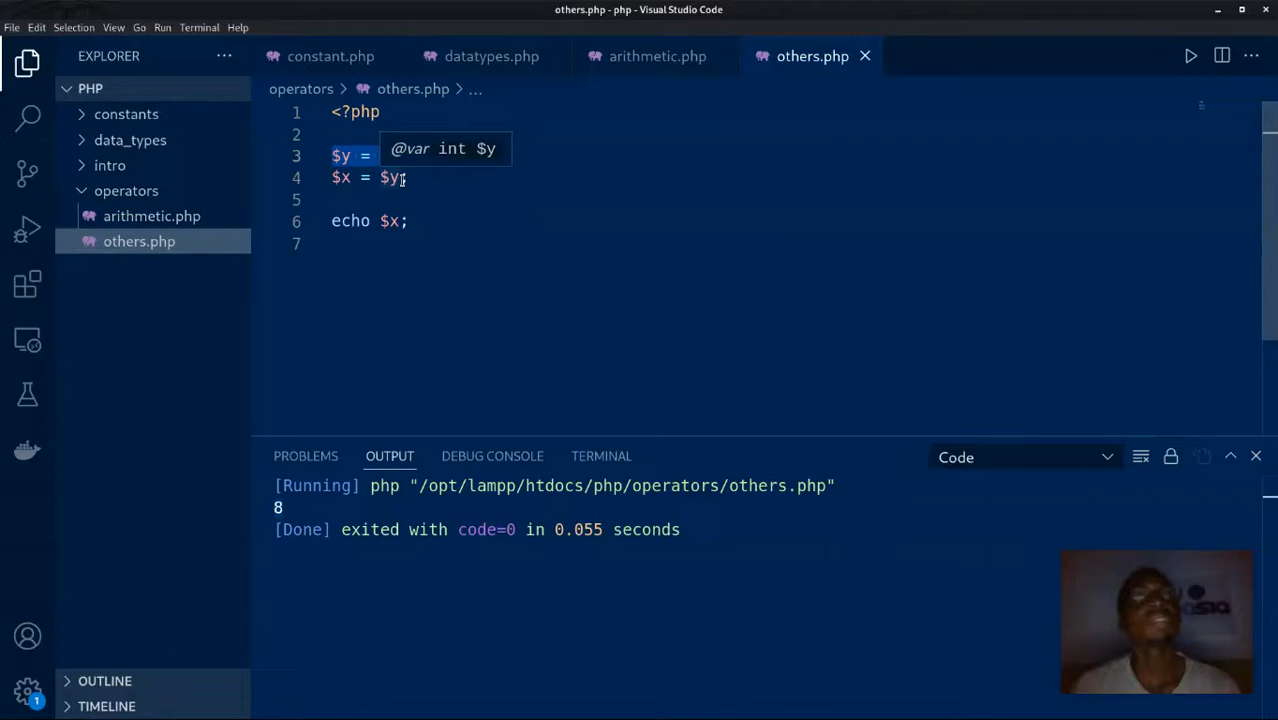 others.php - php - Visual Studio Code
File Edit Selection View Go Run Terminal Help
EXPLORER ...
constant.php datatypes.php arithmetic.php others.php
PHP
operators > others.php > ...
constants
data_types
intro
operators
arithmetic.php
others.php
1 <?php
2
3 $y =
@var int $y
4 $x = $y;
5
6 echo $x;
7
PROBLEMS OUTPUT DEBUG CONSOLE TERMINAL Code
[Running] php "/opt/lampp/htdocs/php/operators/others.php"
8
[Done] exited with code=0 in 0.055 seconds
1
OUTLINE
TIMELINE